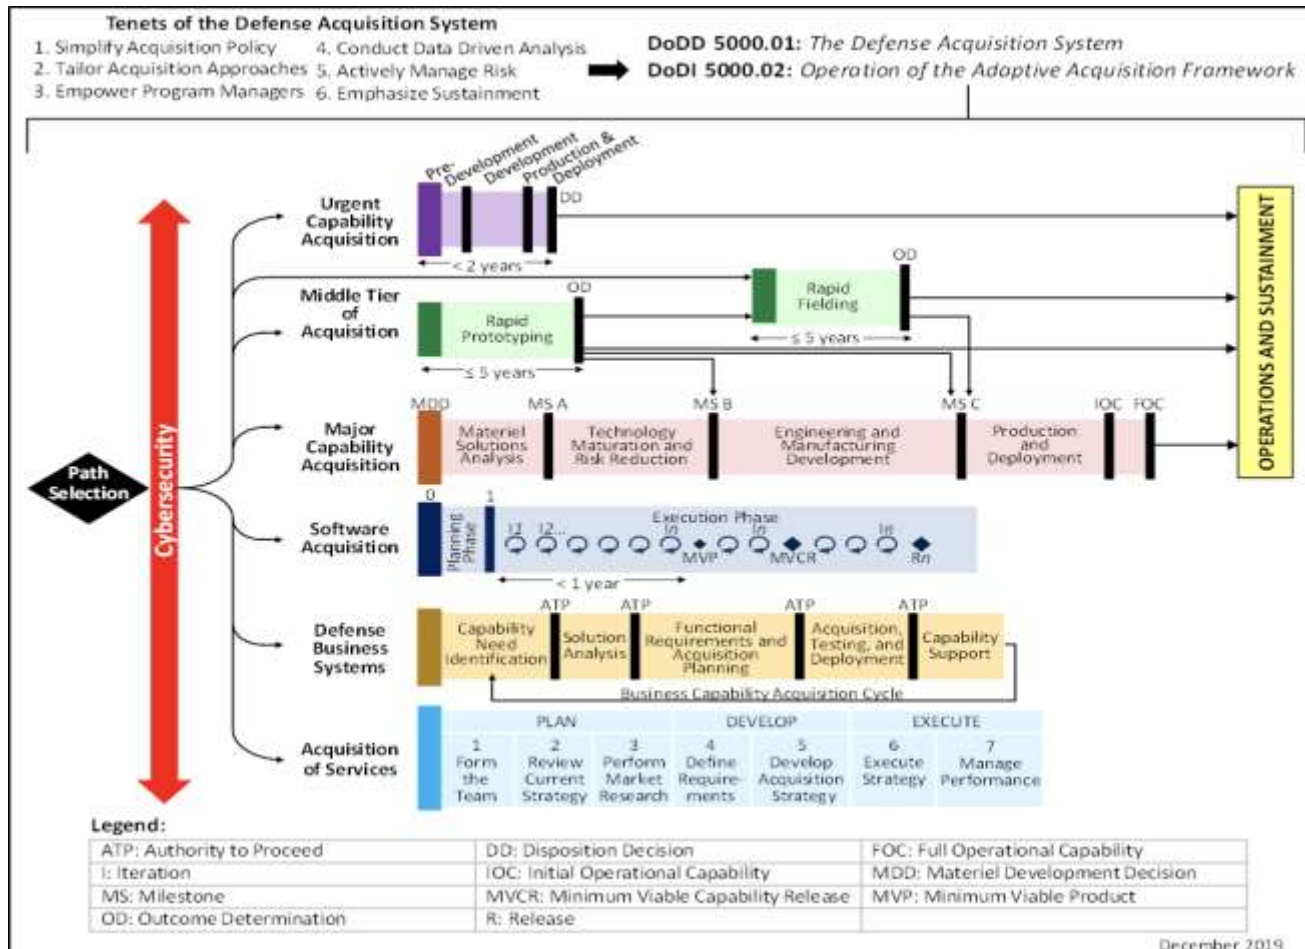 Tenets of the Defense Acquisition System
1. Simplify Acquisition Policy
2. Tailor Acquisition Approaches
3. Empower Program Managers
4. Conduct Data Driven Analysis
5. Actively Manage Risk
6. Emphasize Sustainment
DoDD 5000.01: The Defense Acquisition System
DoDI 5000.02: Operation of the Adaptive Acquisition Framework
Path
Selection
Cybersecurity
OPERATIONS AND SUSTAINMENT
Urgent
Capability
Acquisition
Pre-
Development
Development
Production &
Deployment
DD
< 2 years
Middle Tier
of
Acquisition
Rapid
Prototyping
OD
≤ 5 years
Rapid
Fielding
OD
≤ 5 years
Major
Capability
Acquisition
MDD
MS A
MS B
MS C
IOC
FOC
Materiel
Solutions
Analysis
Technology
Maturation and
Risk Reduction
Engineering and
Manufacturing
Development
Production
and
Deployment
Software
Acquisition
0
1
Planning
Phase
Execution Phase
I1
I2...
In
MVP
In
MVCR
In
Rn
< 1 year
Defense
Business
Systems
ATP
ATP
ATP
ATP
Capability
Need
Identification
Solution
Analysis
Functional
Requirements and
Acquisition
Planning
Acquisition,
Testing, and
Deployment
Capability
Support
Business Capability Acquisition Cycle
Acquisition
of Services
PLAN
DEVELOP
EXECUTE
1
Form
the
Team
2
Review
Current
Strategy
3
Perform
Market
Research
4
Define
Require-
ments
5
Develop
Acquisition
Strategy
6
Execute
Strategy
7
Manage
Performance
Legend:
ATP: Authority to Proceed
DD: Disposition Decision
FOC: Full Operational Capability
I: Iteration
IOC: Initial Operational Capability
MDD: Materiel Development Decision
MS: Milestone
MVCR: Minimum Viable Capability Release
MVP: Minimum Viable Product
OD: Outcome Determination
R: Release
December 2019